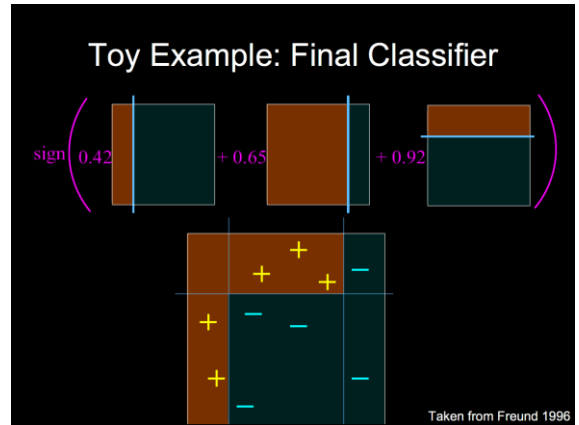 Toy Example: Final Classifier
sign ( 0.42 + 0.65 + 0.92 )
+
+ −
+
− −
+
+ −
−
Taken from Freund 1996